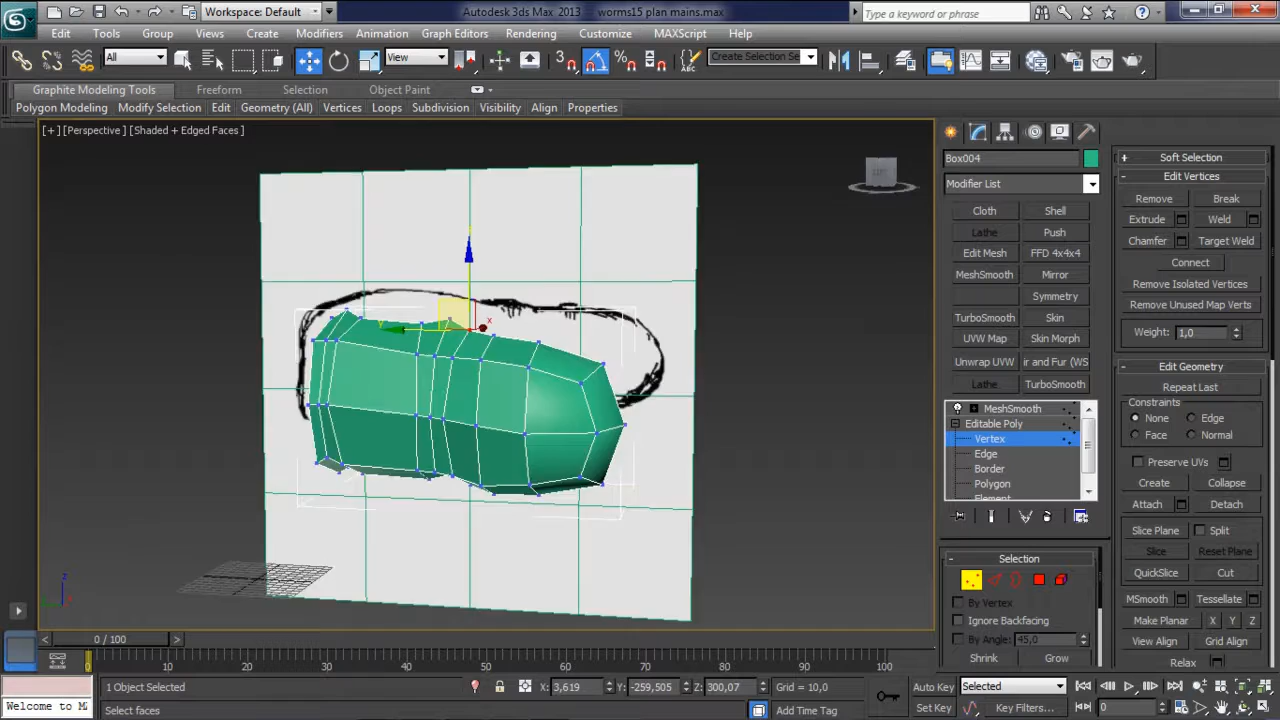 Workspace: Default
Autodesk 3ds Max 2013
worms15 plan mains.max
Type a keyword or phrase
Edit Tools Group Views Create Modifiers Animation Graph Editors Rendering Customize MAXScript Help
All
View
3
Create Selection Se
Graphite Modeling Tools Freeform Selection Object Paint
Polygon Modeling Modify Selection Edit Geometry (All) Vertices Loops Subdivision Visibility Align Properties
[+] [Perspective] [Shaded + Edged Faces]
Box004
Modifier List
Cloth Shell
Lathe Push
Edit Mesh FFD 4x4x4
MeshSmooth Mirror
Symmetry
TurboSmooth Skin
UVW Map Skin Morph
Unwrap UVW ir and Fur (WS
Lathe TurboSmooth
MeshSmooth
Editable Poly
Vertex
Edge
Border
Polygon
Element
Selection
By Vertex
Ignore Backfacing
By Angle: 45,0
Shrink Grow
Soft Selection
Edit Vertices
Remove Break
Extrude Weld
Chamfer Target Weld
Connect
Remove Isolated Vertices
Remove Unused Map Verts
Weight: 1,0
Edit Geometry
Repeat Last
Constraints
None Edge
Face Normal
Preserve UVs
Create Collapse
Attach Detach
Slice Plane Split
Slice Reset Plane
QuickSlice Cut
MSmooth Tessellate
Make Planar X Y Z
View Align Grid Align
Relax
z
x
0 / 100
0 10 20 30 40 50 60 70 80 90 100
Welcome to M
1 Object Selected
X: 3,619 Y: -259,505 Z: 300,07
Grid = 10,0
Auto Key Selected
Select faces
Add Time Tag
Set Key Key Filters...
0